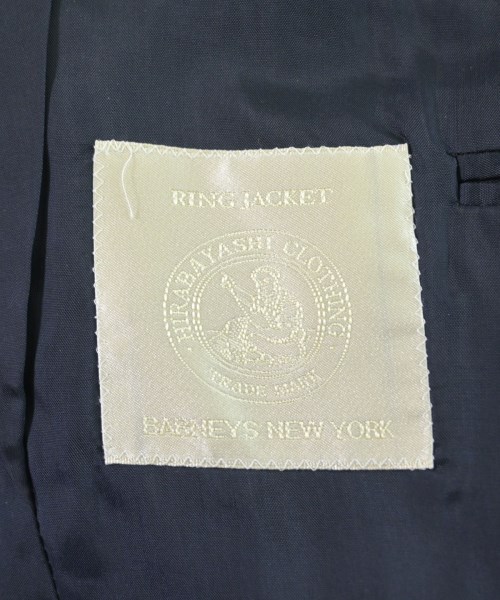 RING JACKET
HIRABAYASHI CLOTHING
TRADE MARK
BARNEYS NEW YORK